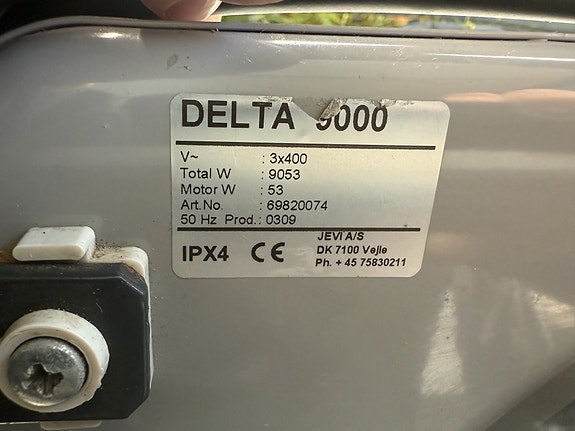 DELTA 9000
V~ : 3x400
Total W : 9053
Motor W : 53
Art.No. : 69820074
50 Hz Prod.: 0309
IPX4 CE
JEVI A/S
DK 7100 Vejle
Ph. + 45 75830211